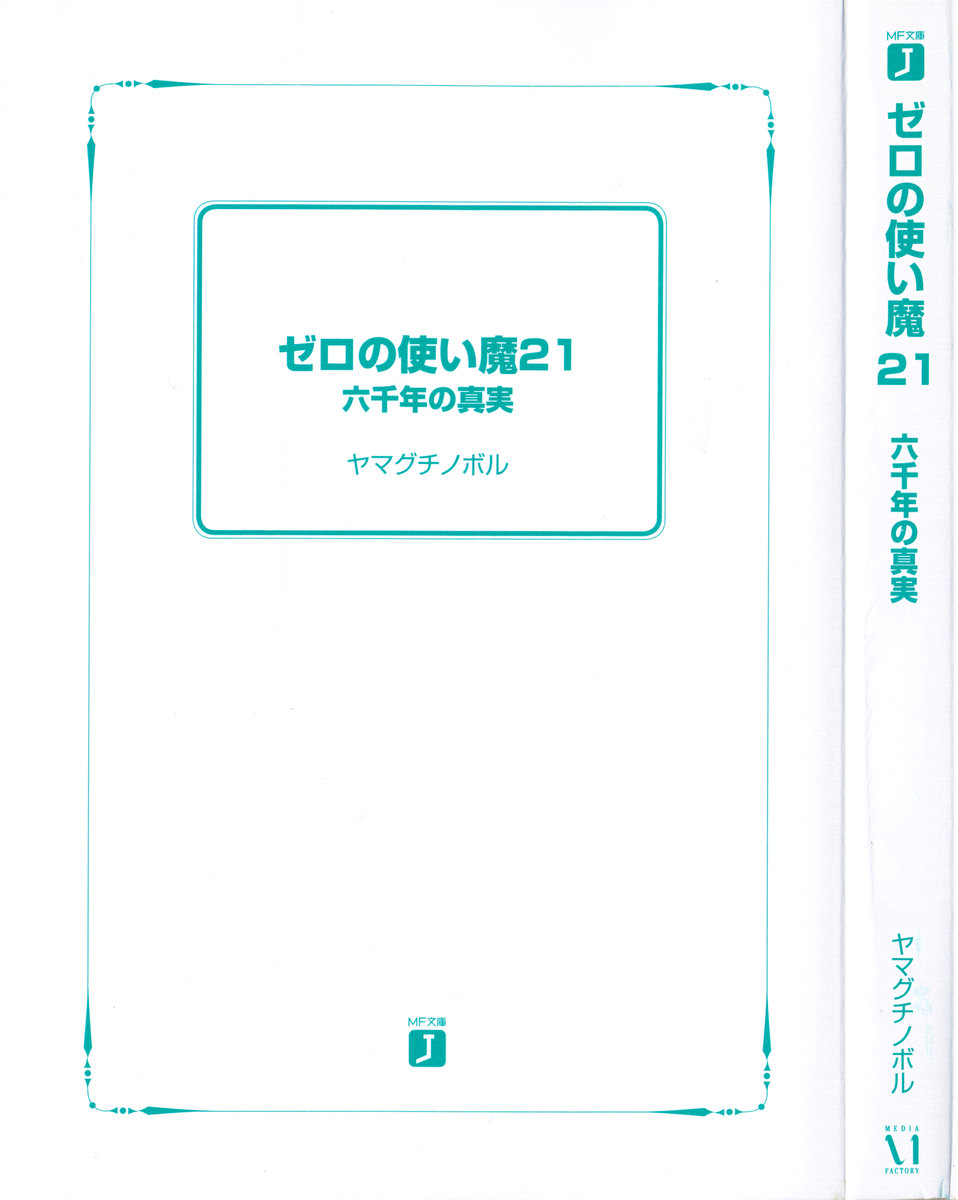 ゼロの使い魔21
六千年の真実
ヤマグチノボル
MF文庫
J
MF文庫
J
ゼロの使い魔
21
六千年の真実
ヤマグチノボル
MEDIA
FACTORY